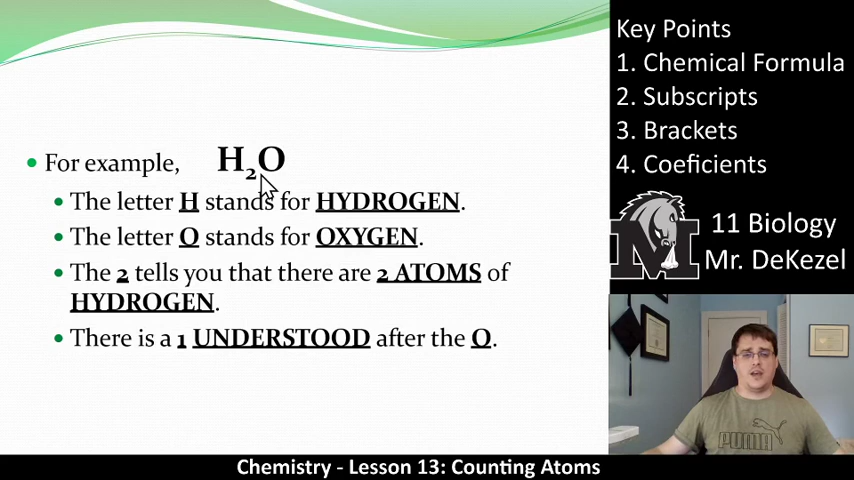 For example, H₂O
The letter H stands for HYDROGEN.
The letter O stands for OXYGEN.
The 2 tells you that there are 2 ATOMS of
HYDROGEN.
There is a 1 UNDERSTOOD after the O.
Key Points
1. Chemical Formula
2. Subscripts
3. Brackets
4. Coeficients
M
11 Biology
Mr. DeKezel
PUMA
Chemistry - Lesson 13: Counting Atoms